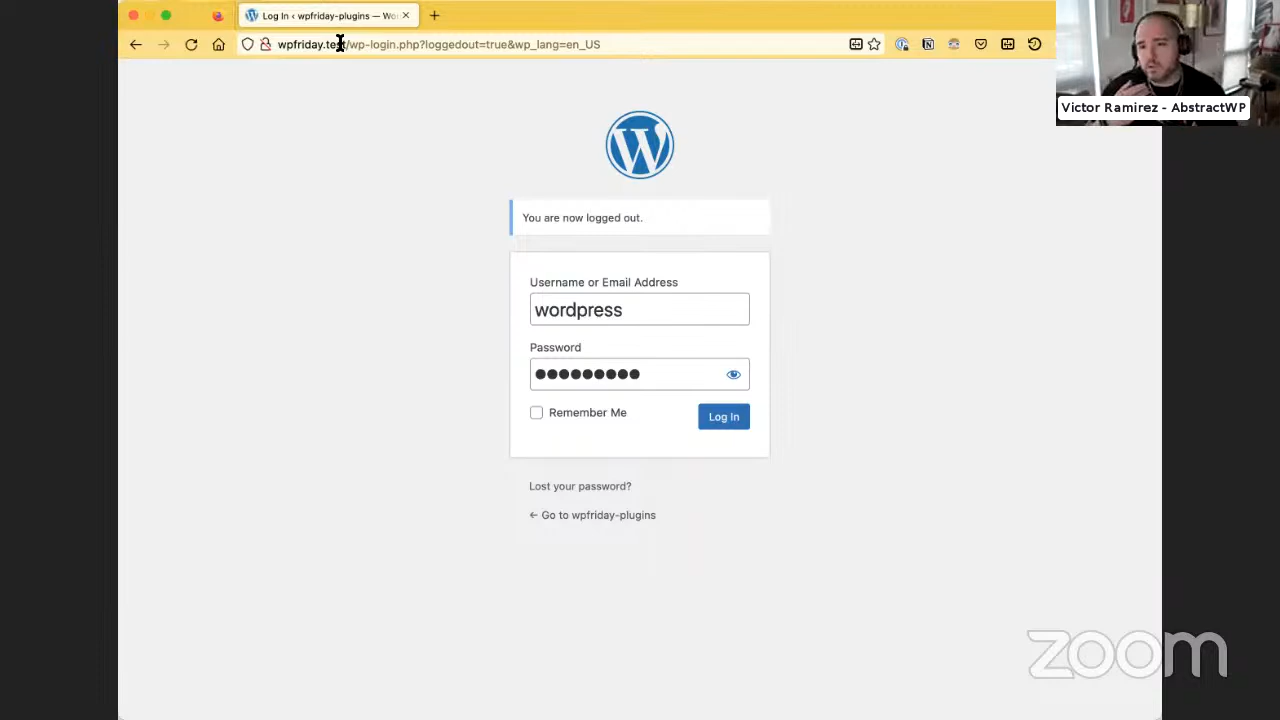 Log In ‹ wpfriday-plugins — Wor
wpfriday.test/wp-login.php?loggedout=true&wp_lang=en_US
Victor Ramirez - AbstractWP
You are now logged out.
Username or Email Address
wordpress
Password
Remember Me
Log In
Lost your password?
← Go to wpfriday-plugins
zoom